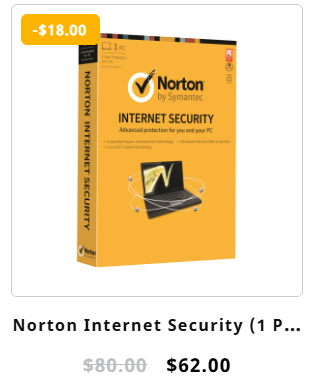 -$18.00
1 PC
Norton
by Symantec
INTERNET SECURITY
Advanced protection for you and your PC
NORTON INTERNET SECURITY
Norton
Norton Internet Security (1 P...
$80.00 $62.00